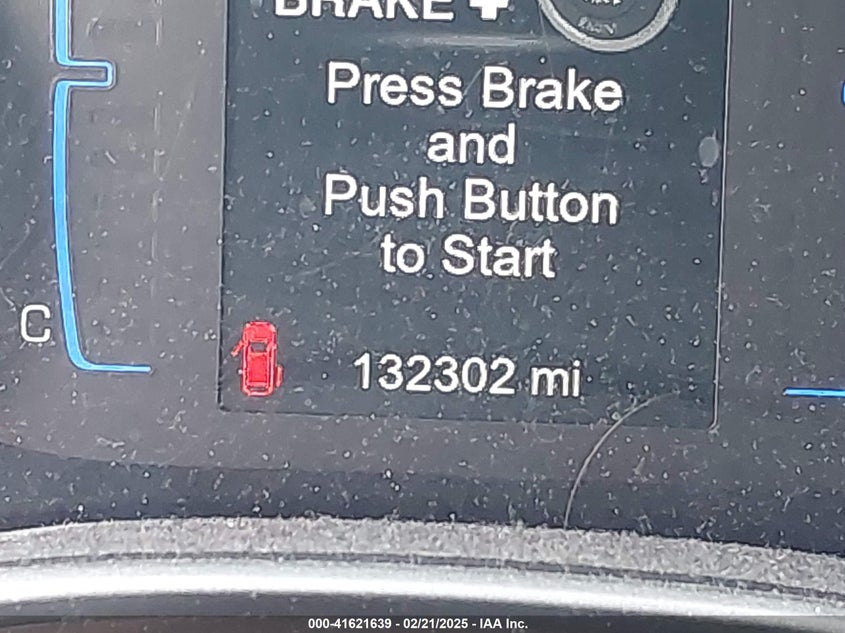 BRAKE +
Press Brake
and
Push Button
to Start
C
132302 mi
000-41621639 - 02/21/2025 - IAA Inc.